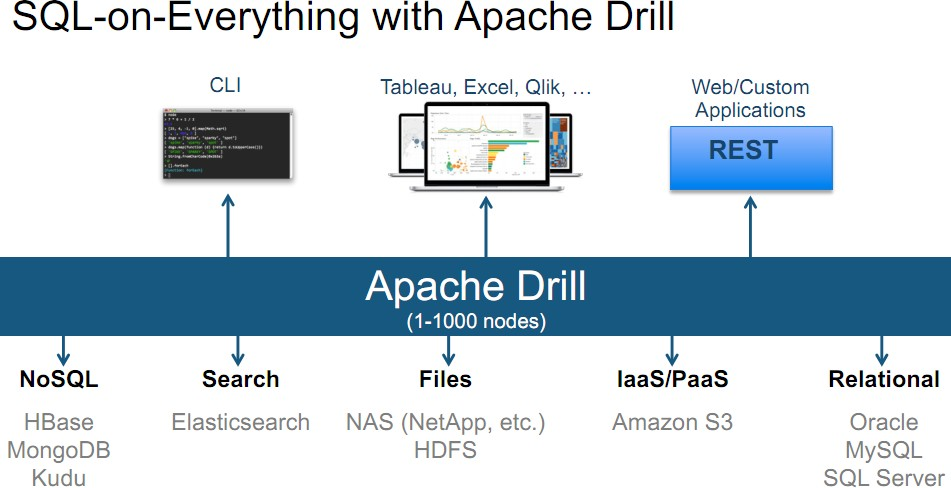 SQL-on-Everything with Apache Drill
CLI
Tableau, Excel, Qlik, …
Web/Custom
Applications
REST
Apache Drill
(1-1000 nodes)
NoSQL
HBase
MongoDB
Kudu
Search
Elasticsearch
Files
NAS (NetApp, etc.)
HDFS
IaaS/PaaS
Amazon S3
Relational
Oracle
MySQL
SQL Server